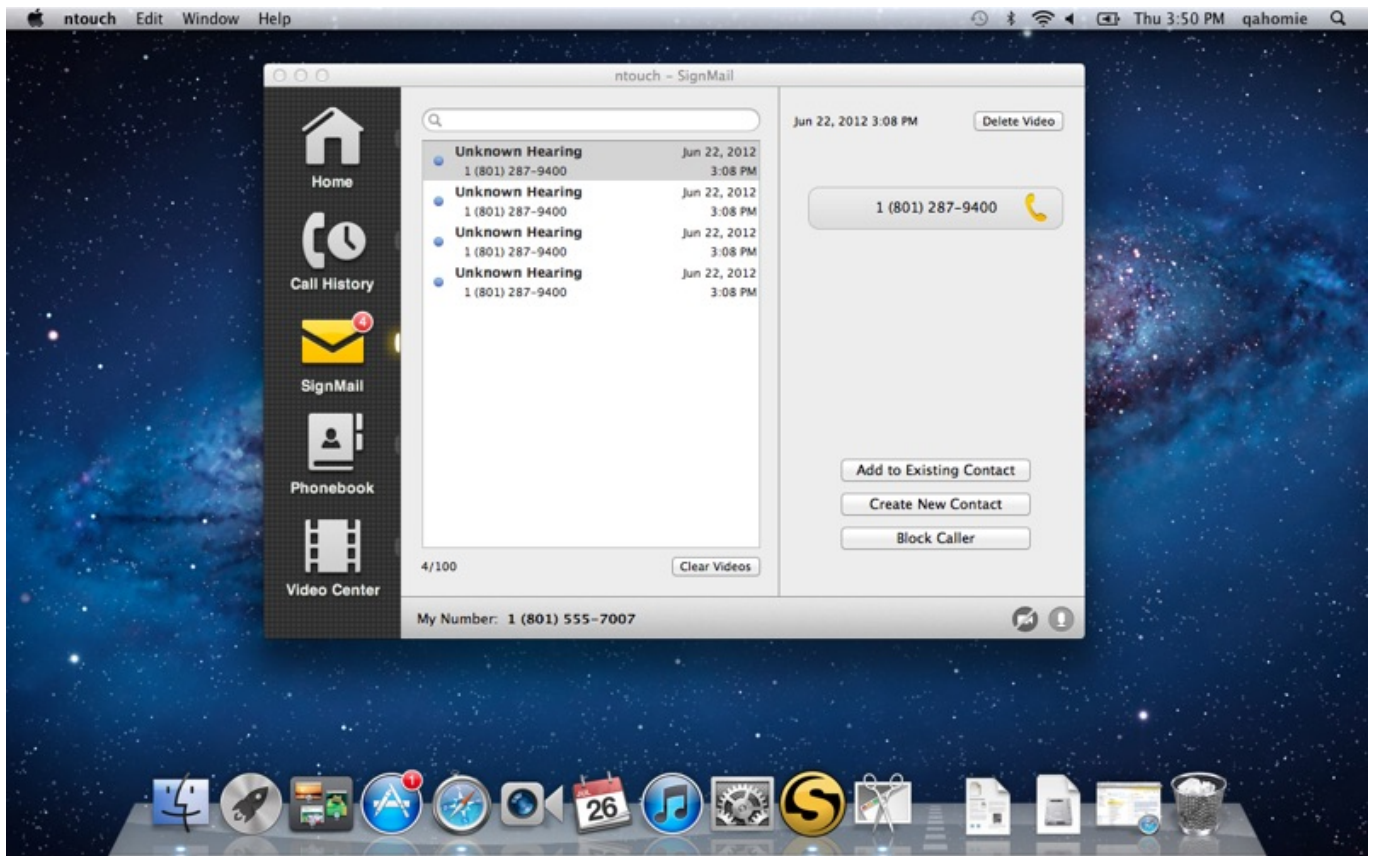 ntouch Edit Window Help Thu 3:50 PM qahomie
ntouch – SignMail
Home
Call History
4
SignMail
Phonebook
Video Center
Unknown Hearing Jun 22, 2012
1 (801) 287-9400 3:08 PM
Unknown Hearing Jun 22, 2012
1 (801) 287-9400 3:08 PM
Unknown Hearing Jun 22, 2012
1 (801) 287-9400 3:08 PM
Unknown Hearing Jun 22, 2012
1 (801) 287-9400 3:08 PM
4/100 Clear Videos
Jun 22, 2012 3:08 PM Delete Video
1 (801) 287-9400
Add to Existing Contact
Create New Contact
Block Caller
My Number: 1 (801) 555-7007
1
JUL
26